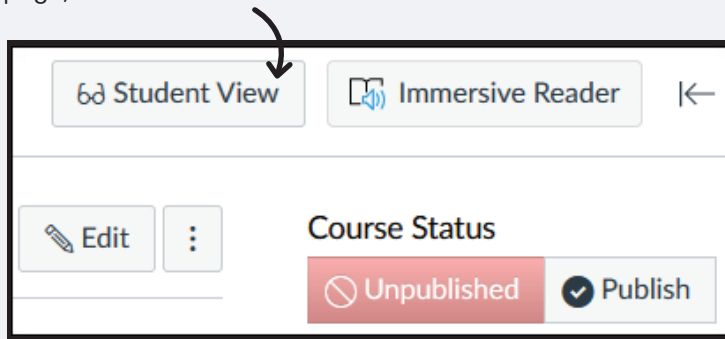 Student View Immersive Reader
Edit
Course Status
Unpublished Publish